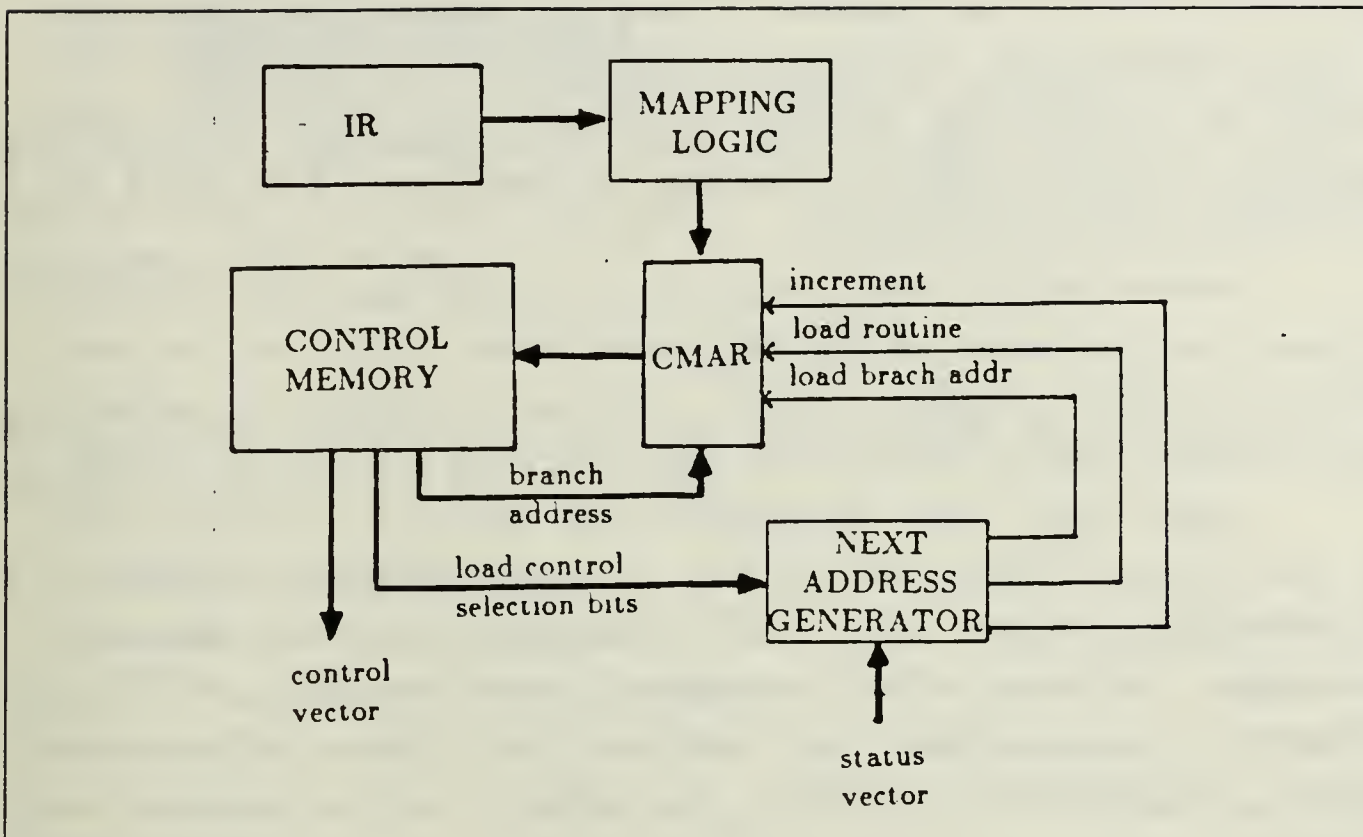 IR
MAPPING
LOGIC
CONTROL
MEMORY
CMAR
increment
load routine
load brach addr
branch
address
load control
selection bits
NEXT
ADDRESS
GENERATOR
control
vector
status
vector